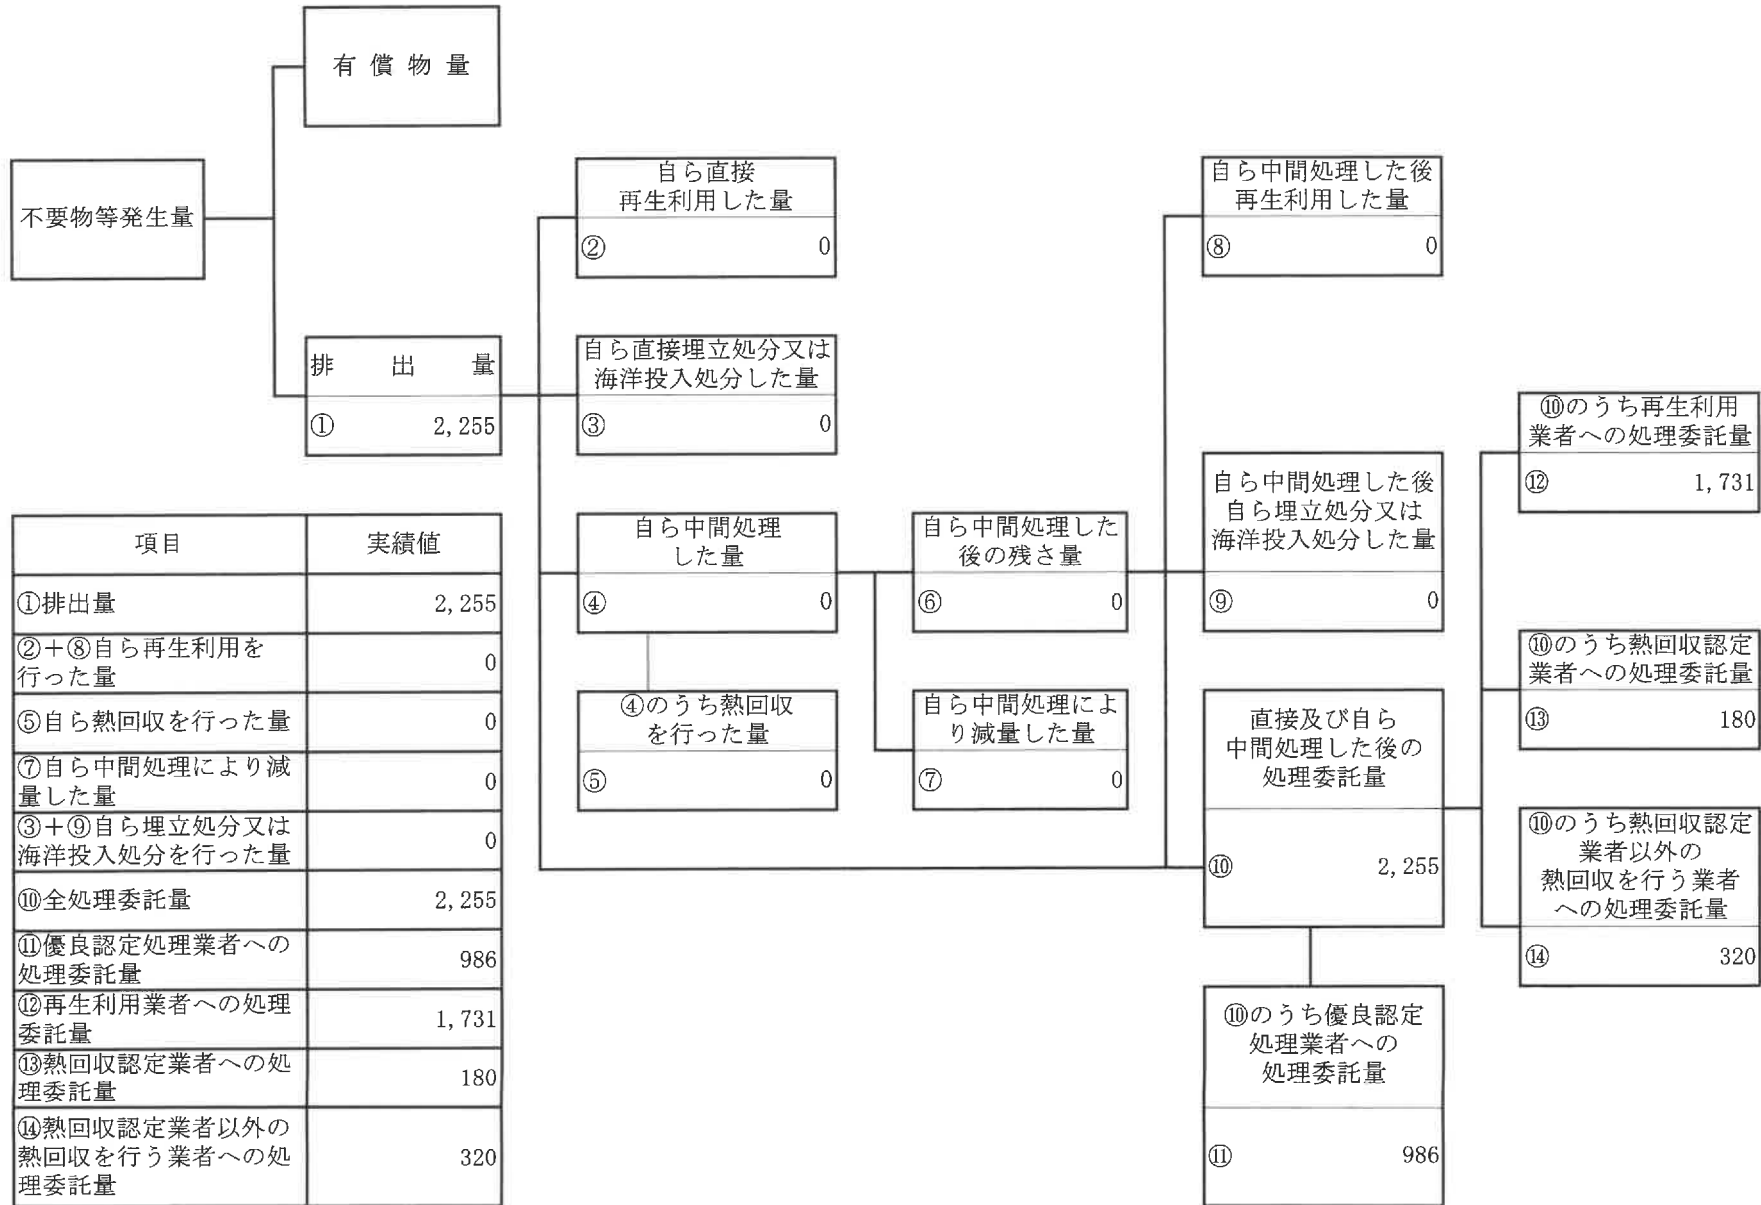 有償物量
不要物等発生量
排出量
① 2,255
自ら直接
再生利用した量
② 0
自ら直接埋立処分又は
海洋投入処分した量
③ 0
自ら中間処理
した量
④ 0
④のうち熱回収
を行った量
⑤ 0
自ら中間処理した
後の残さ量
⑥ 0
自ら中間処理によ
り減量した量
⑦ 0
自ら中間処理した後
再生利用した量
⑧ 0
自ら中間処理した後
自ら埋立処分又は
海洋投入処分した量
⑨ 0
直接及び自ら
中間処理した後の
処理委託量
⑩ 2,255
⑩のうち優良認定
処理業者への
処理委託量
⑪ 986
⑩のうち再生利用
業者への処理委託量
⑫ 1,731
⑩のうち熱回収認定
業者への処理委託量
⑬ 180
⑩のうち熱回収認定
業者以外の
熱回収を行う業者
への処理委託量
⑭ 320
項目 実績値
①排出量 2,255
②+⑧自ら再生利用を
行った量 0
⑤自ら熱回収を行った量 0
⑦自ら中間処理により減
量した量 0
③+⑨自ら埋立処分又は
海洋投入処分を行った量 0
⑩全処理委託量 2,255
⑪優良認定処理業者への
処理委託量 986
⑫再生利用業者への処理
委託量 1,731
⑬熱回収認定業者への処
理委託量 180
⑭熱回収認定業者以外の
熱回収を行う業者への処
理委託量 320